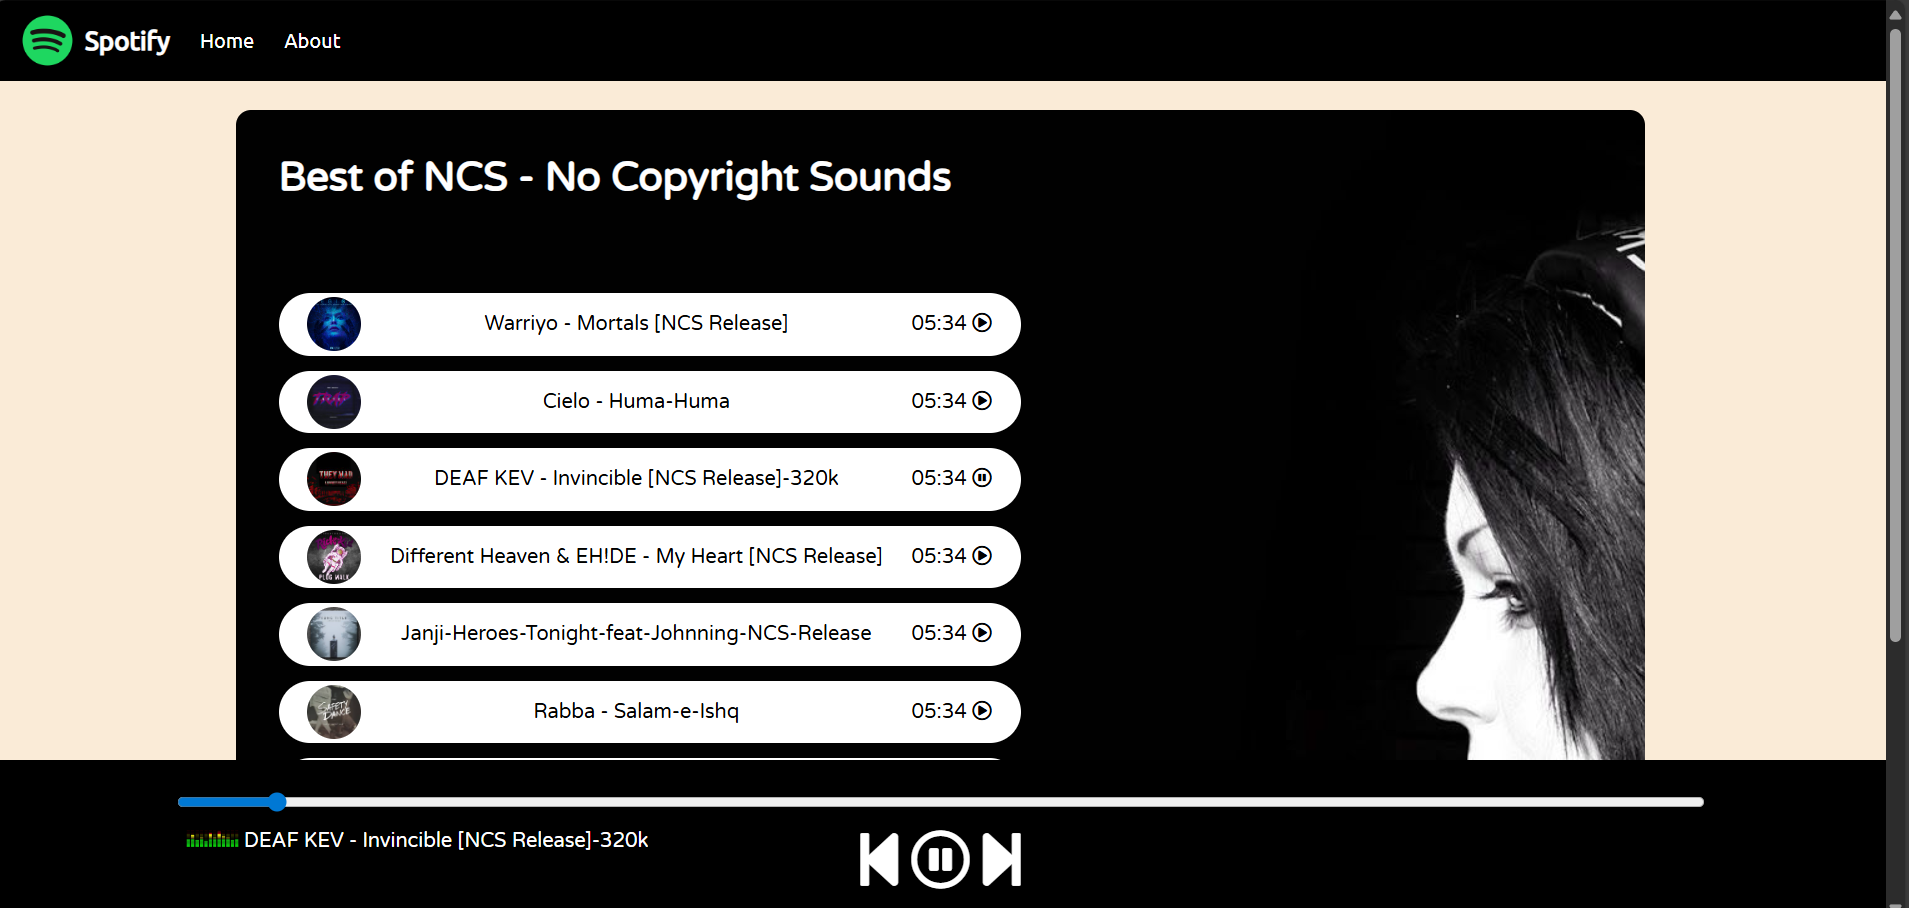 Spotify Home About
Best of NCS - No Copyright Sounds
Warriyo - Mortals [NCS Release] 05:34
Cielo - Huma-Huma 05:34
DEAF KEV - Invincible [NCS Release]-320k 05:34
Different Heaven & EH!DE - My Heart [NCS Release] 05:34
Janji-Heroes-Tonight-feat-Johnning-NCS-Release 05:34
SAFETY
DANCE
Rabba - Salam-e-Ishq 05:34
DEAF KEV - Invincible [NCS Release]-320k